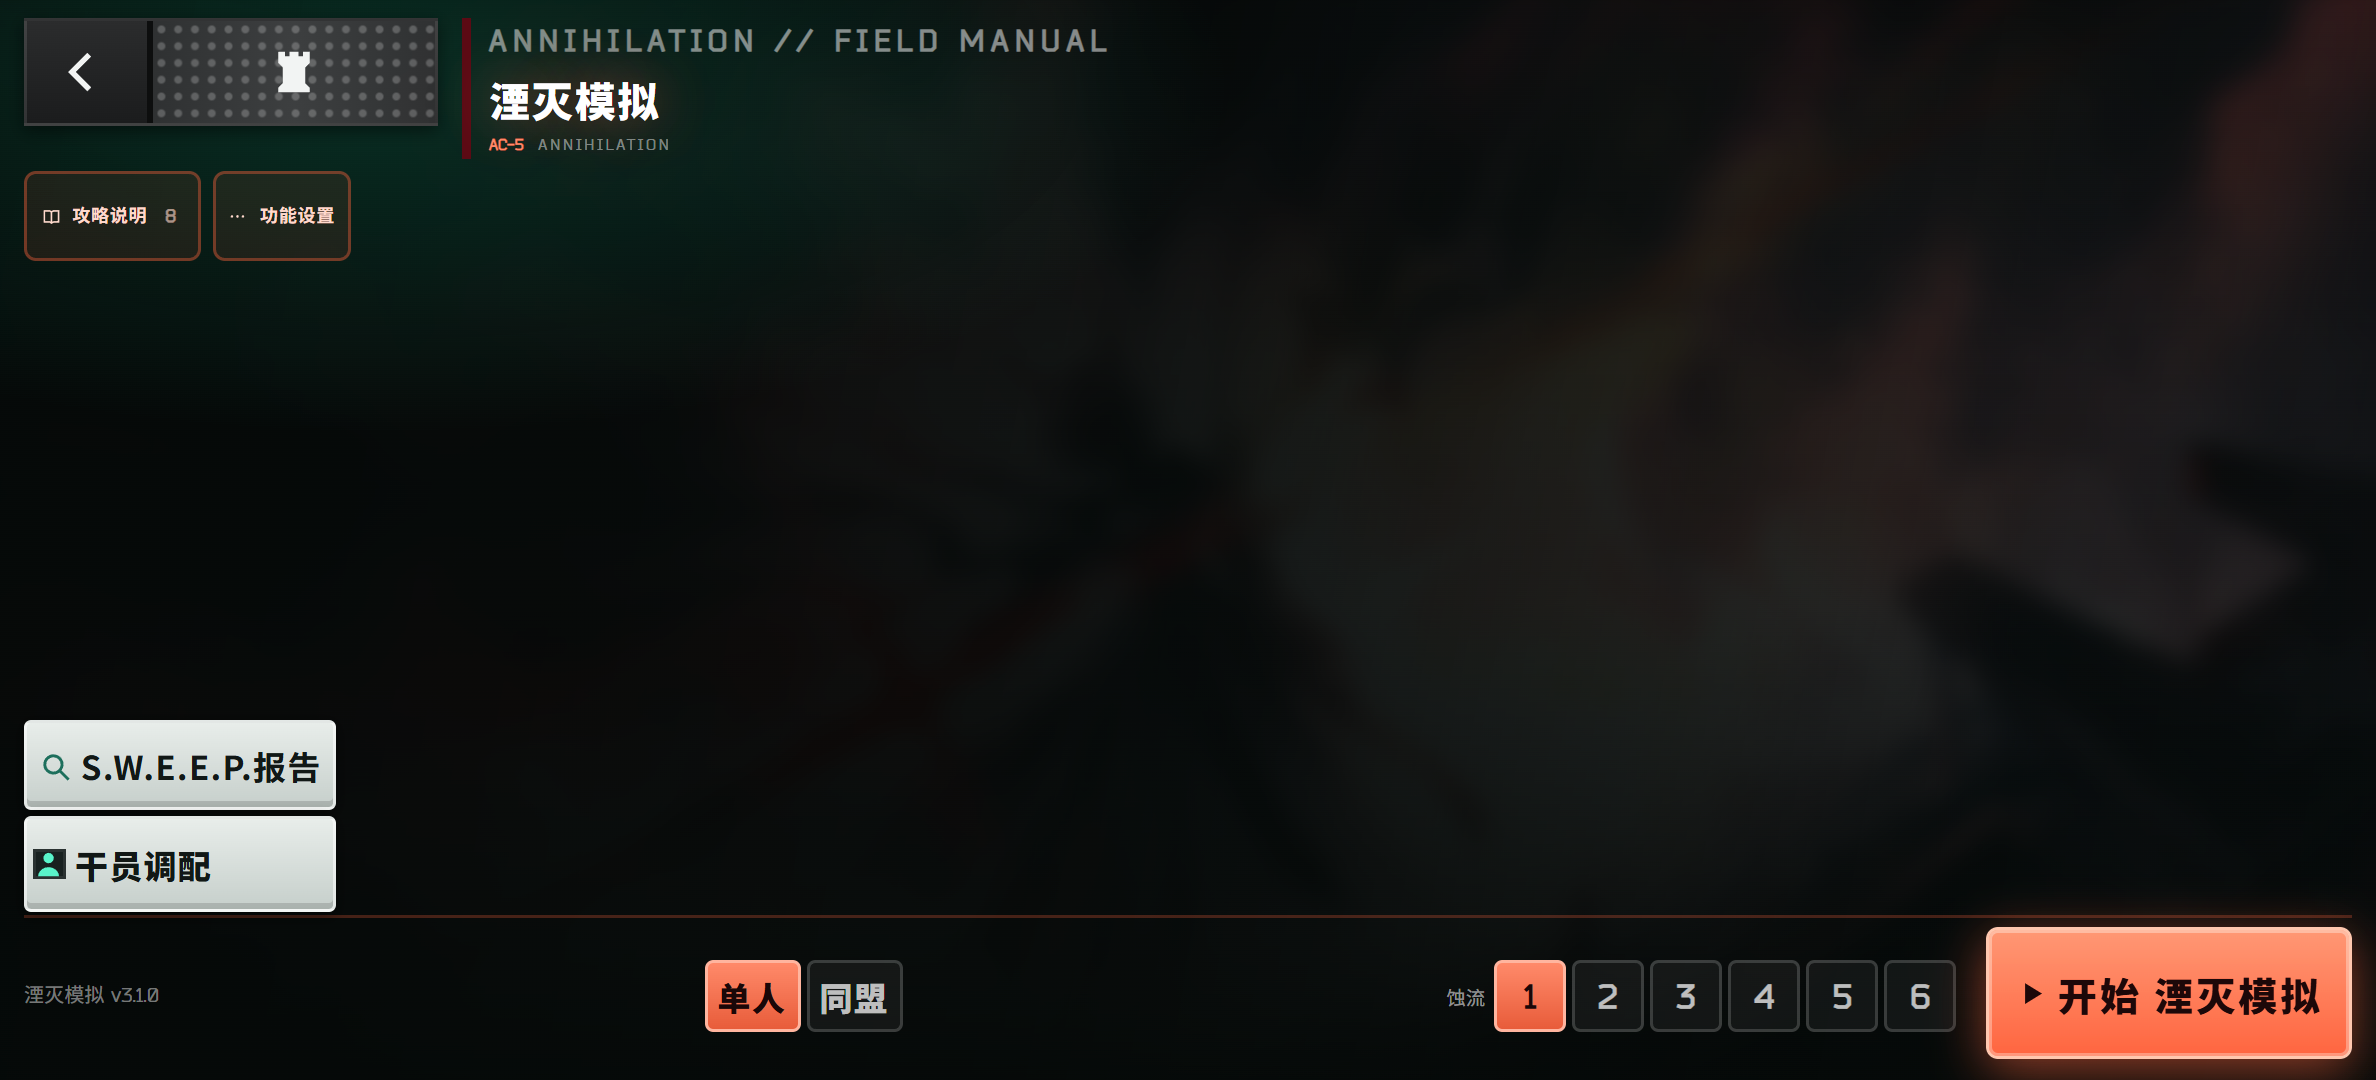 ANNIHILATION // FIELD MANUAL
湮灭模拟
AC-5 ANNIHILATION
攻略说明 8
功能设置
S.W.E.E.P.报告
干员调配
湮灭模拟 v3.1.0
单人 同盟
蚀流 1 2 3 4 5 6
开始 湮灭模拟